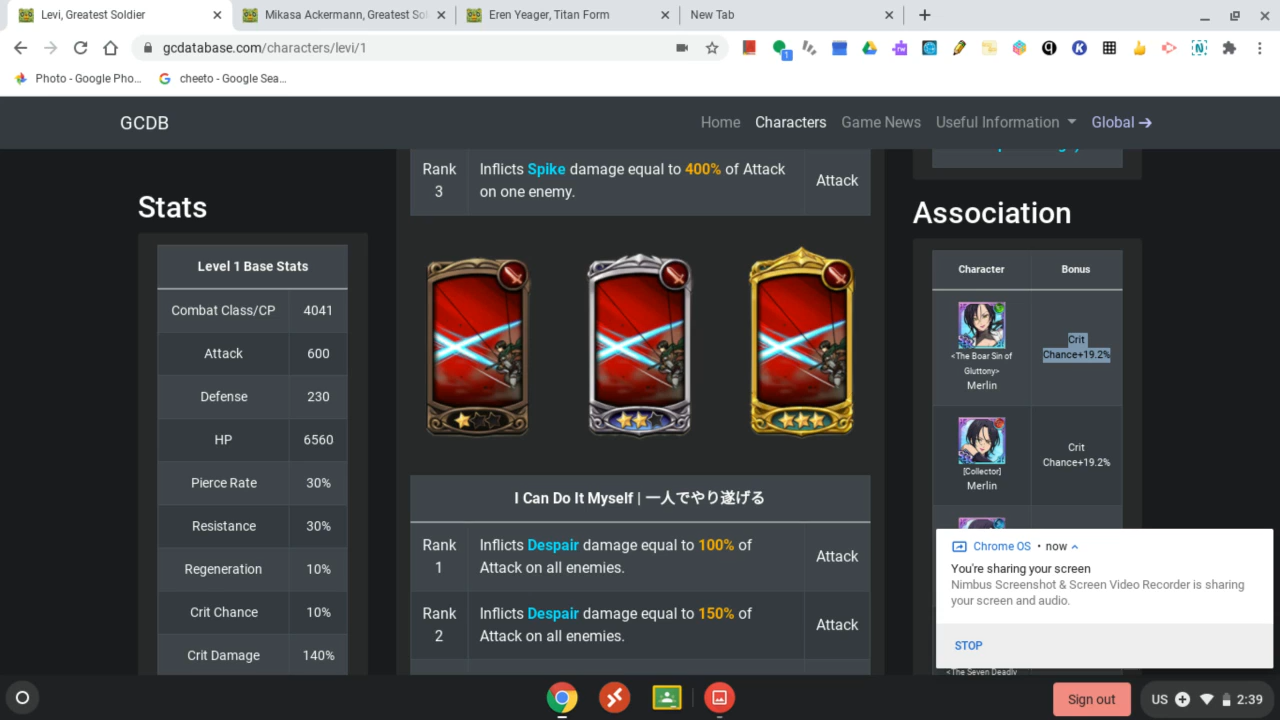 Levi, Greatest Soldier
Mikasa Ackermann, Greatest So
Eren Yeager, Titan Form
New Tab
gcdatabase.com/characters/levi/1
1
Photo - Google Pho...
cheeto - Google Sea...
GCDB
Home
Characters
Game News
Useful Information
Global →
Stats
Level 1 Base Stats
Combat Class/CP 4041
Attack 600
Defense 230
HP 6560
Pierce Rate 30%
Resistance 30%
Regeneration 10%
Crit Chance 10%
Crit Damage 140%
Rank
3
Inflicts Spike damage equal to 400% of Attack
on one enemy.
Attack
I Can Do It Myself | 一人でやり遂げる
Rank
1
Inflicts Despair damage equal to 100% of
Attack on all enemies.
Attack
Rank
2
Inflicts Despair damage equal to 150% of
Attack on all enemies.
Attack
Association
Character
Bonus
<The Boar Sin of
Gluttony>
Merlin
Crit
Chance+19.2%
[Collector]
Merlin
Crit
Chance+19.2%
Chrome OS • now
You're sharing your screen
Nimbus Screenshot & Screen Video Recorder is sharing
your screen and audio.
STOP
<The Seven Deadly
Sign out
US
2:39